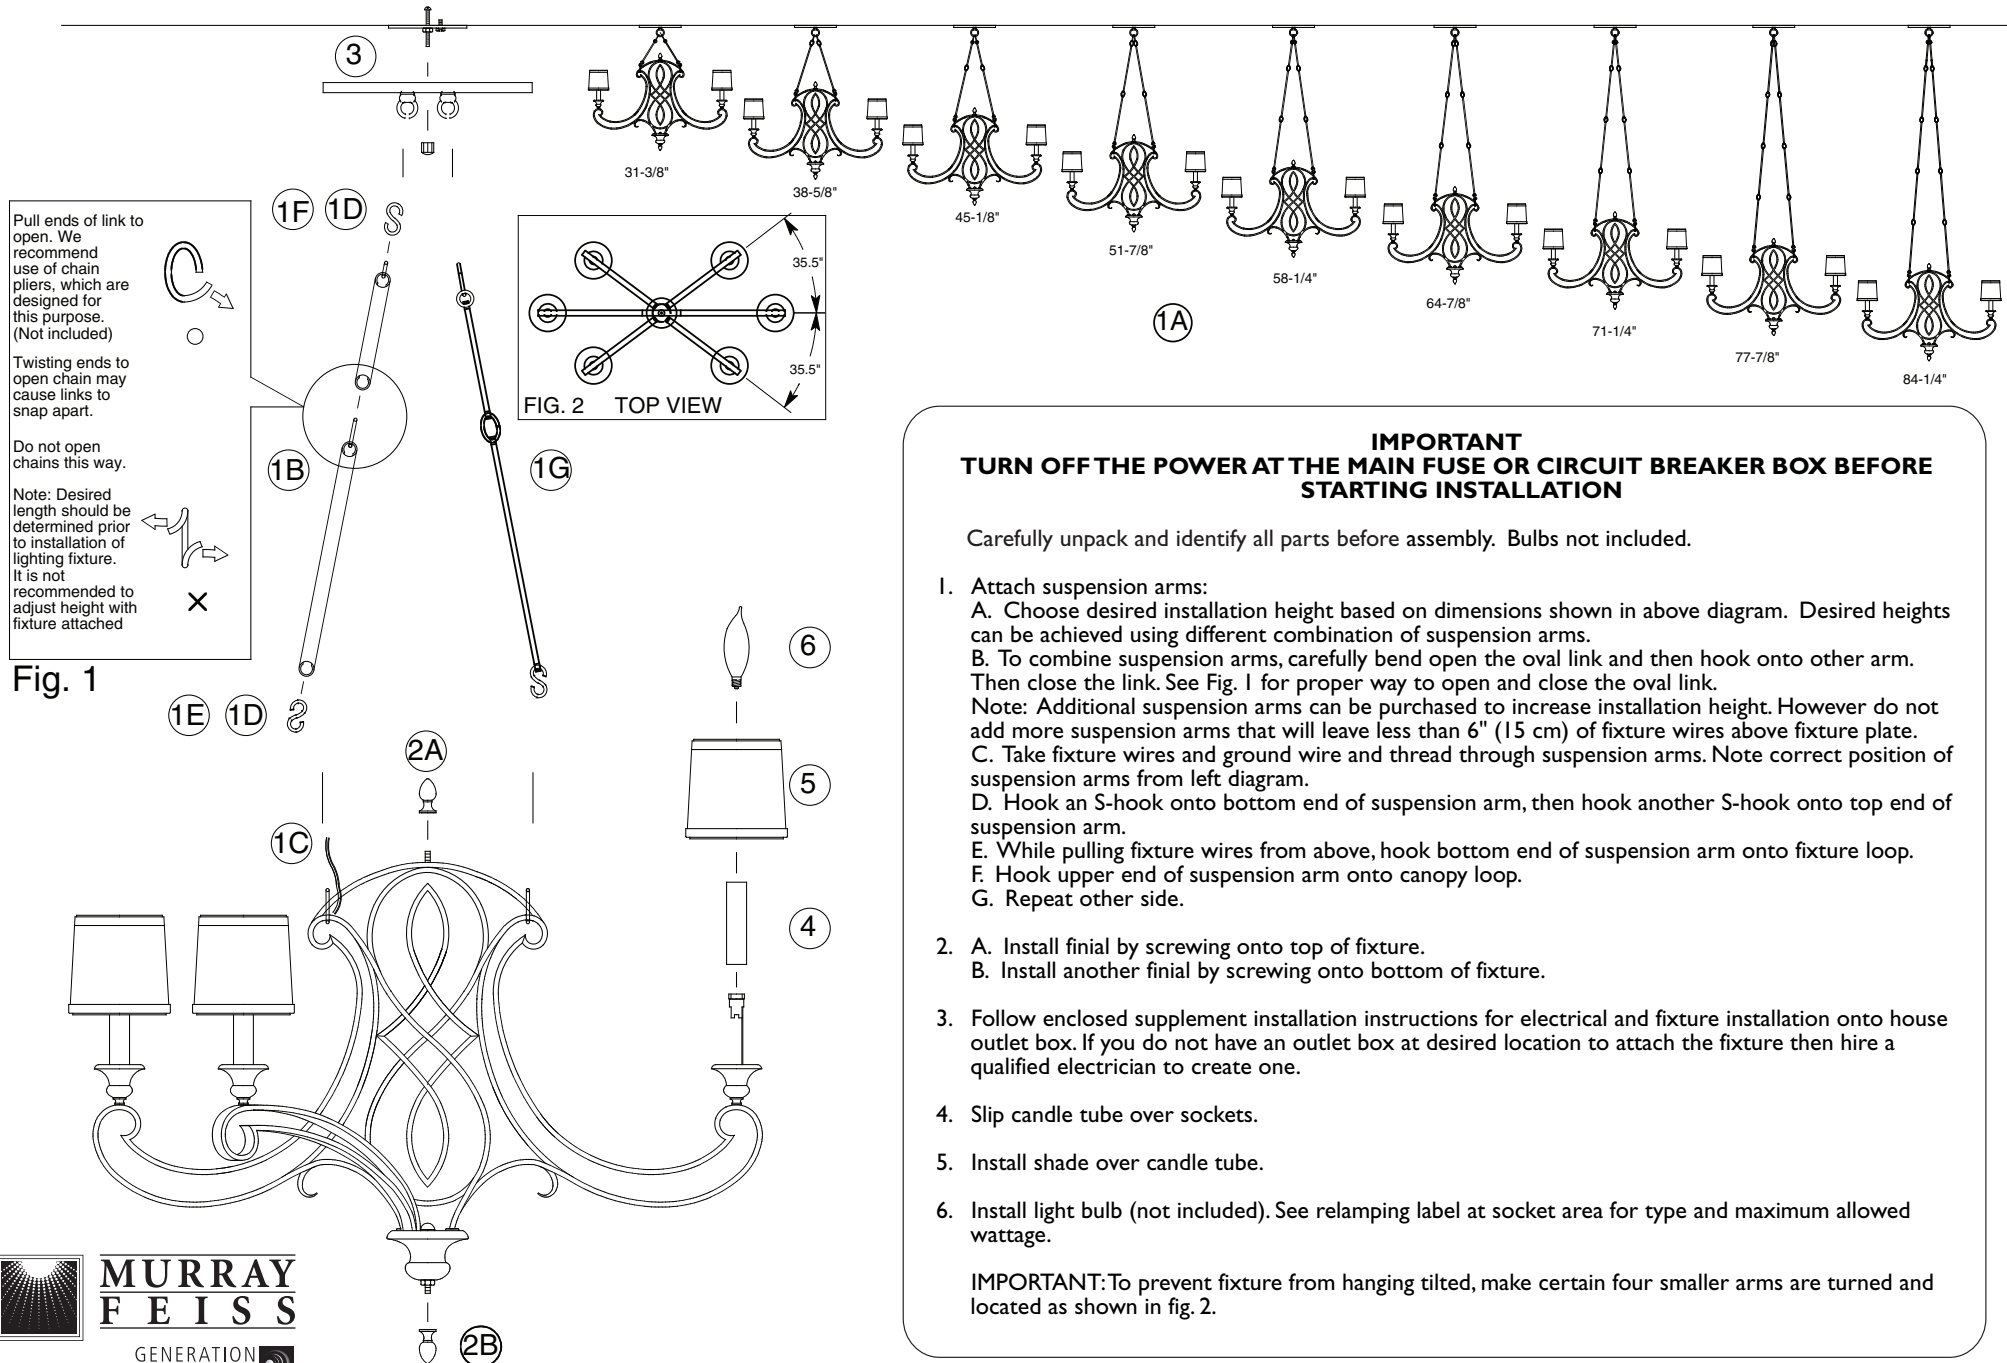 3
31-3/8"
38-5/8"
45-1/8"
51-7/8"
58-1/4"
64-7/8"
71-1/4"
77-7/8"
84-1/4"
1A
1F 1D
Pull ends of link to
open. We
recommend
use of chain
pliers, which are
designed for
this purpose.
(Not included)
Twisting ends to
open chain may
cause links to
snap apart.
Do not open
chains this way.
Note: Desired
length should be
determined prior
to installation of
lighting fixture.
It is not
recommended to
adjust height with
fixture attached
Fig. 1
1B
1G
35.5"
35.5"
FIG. 2 TOP VIEW
1E 1D
2A
1C
6
5
4
2B
MURRAY
FEISS
GENERATION
IMPORTANT
TURN OFF THE POWER AT THE MAIN FUSE OR CIRCUIT BREAKER BOX BEFORE
STARTING INSTALLATION
Carefully unpack and identify all parts before assembly. Bulbs not included.
1. Attach suspension arms:
A. Choose desired installation height based on dimensions shown in above diagram. Desired heights
can be achieved using different combination of suspension arms.
B. To combine suspension arms, carefully bend open the oval link and then hook onto other arm.
Then close the link. See Fig. 1 for proper way to open and close the oval link.
Note: Additional suspension arms can be purchased to increase installation height. However do not
add more suspension arms that will leave less than 6" (15 cm) of fixture wires above fixture plate.
C. Take fixture wires and ground wire and thread through suspension arms. Note correct position of
suspension arms from left diagram.
D. Hook an S-hook onto bottom end of suspension arm, then hook another S-hook onto top end of
suspension arm.
E. While pulling fixture wires from above, hook bottom end of suspension arm onto fixture loop.
F. Hook upper end of suspension arm onto canopy loop.
G. Repeat other side.
2. A. Install finial by screwing onto top of fixture.
B. Install another finial by screwing onto bottom of fixture.
3. Follow enclosed supplement installation instructions for electrical and fixture installation onto house
outlet box. If you do not have an outlet box at desired location to attach the fixture then hire a
qualified electrician to create one.
4. Slip candle tube over sockets.
5. Install shade over candle tube.
6. Install light bulb (not included). See relamping label at socket area for type and maximum allowed
wattage.
IMPORTANT: To prevent fixture from hanging tilted, make certain four smaller arms are turned and
located as shown in fig. 2.